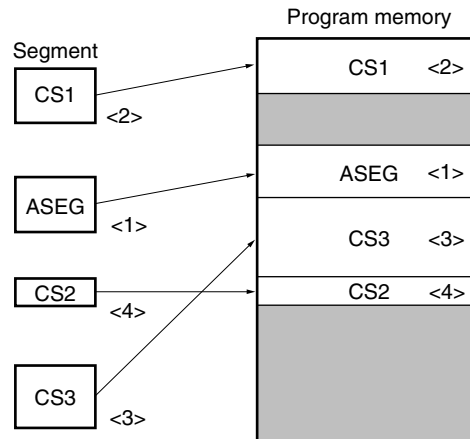 Program memory
Segment
CS1
<2>
ASEG
<1>
CS2
<4>
CS3
<3>
CS1 <2>
ASEG <1>
CS3 <3>
CS2 <4>